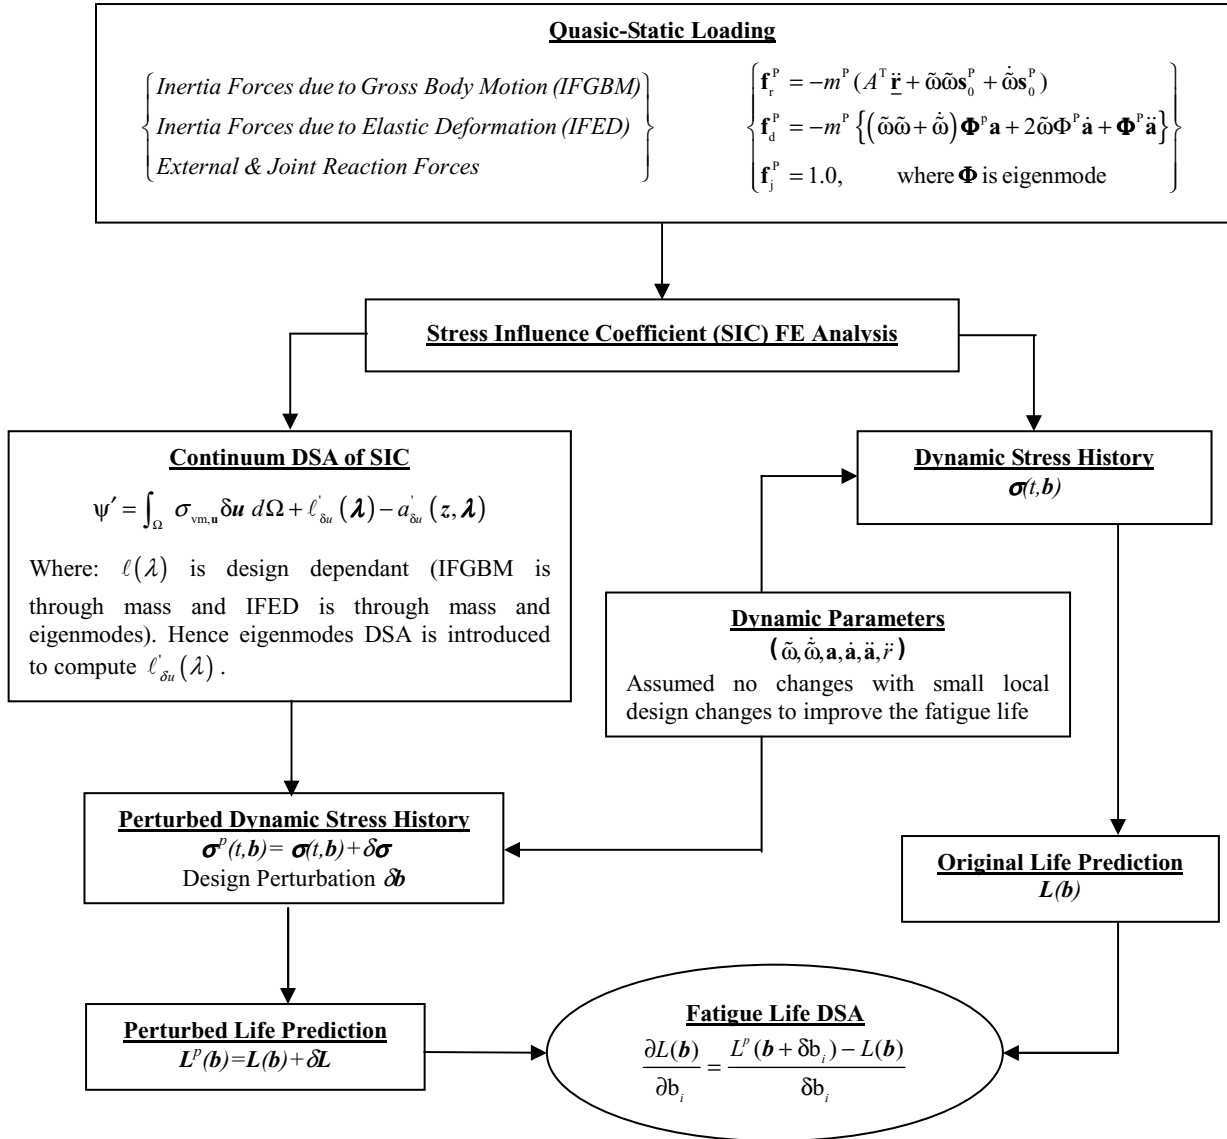 Quasic-Static Loading
Inertia Forces due to Gross Body Motion (IFGBM)
Inertia Forces due to Elastic Deformation (IFED)
External & Joint Reaction Forces
f_r^P = −m^P (A^T r̈ + ω̃ω̃s_0^P + ω̃̇s_0^P)
f_d^P = −m^P {(ω̃ω̃ + ω̃̇)Φ^p a + 2ω̃Φ^P ȧ + Φ^P ä}
f_j^P = 1.0, where Φ is eigenmode
Stress Influence Coefficient (SIC) FE Analysis
Continuum DSA of SIC
ψ′ = ∫_Ω σ_vm,u δu dΩ + ℓ'_δu (λ) − a'_δu (z, λ)
Where: ℓ(λ) is design dependant (IFGBM is
through mass and IFED is through mass and
eigenmodes). Hence eigenmodes DSA is introduced
to compute ℓ'_δu(λ) .
Dynamic Stress History
σ(t,b)
Dynamic Parameters
(ω̃, ω̃̇, a, ȧ, ä, r̈)
Assumed no changes with small local
design changes to improve the fatigue life
Perturbed Dynamic Stress History
σ^p(t,b)= σ(t,b)+δσ
Design Perturbation δb
Original Life Prediction
L(b)
Perturbed Life Prediction
L^p(b)=L(b)+δL
Fatigue Life DSA
∂L(b)/∂b_i = (L^p(b + δb_i) − L(b))/δb_i